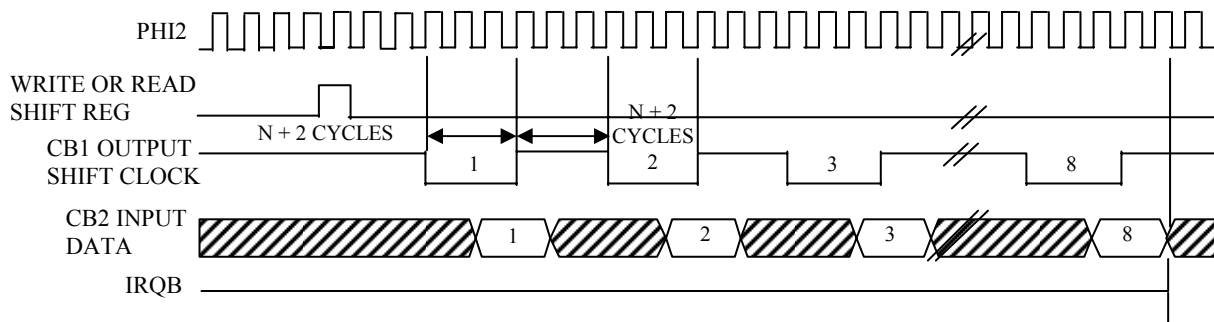 PHI2
WRITE OR READ
SHIFT REG
N + 2 CYCLES
N + 2
CYCLES
CB1 OUTPUT
SHIFT CLOCK
1
2
3
8
CB2 INPUT
DATA
1
2
3
8
IRQB